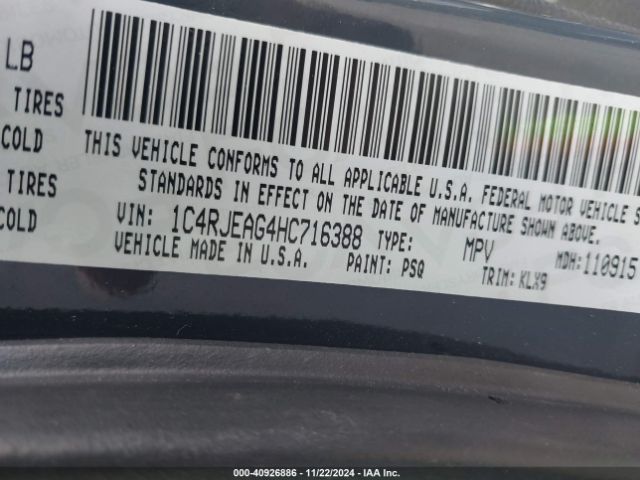 LB
TIRES
COLD
TIRES
COLD
THIS VEHICLE CONFORMS TO ALL APPLICABLE U.S.A. FEDERAL MOTOR VEHICLE S
STANDARDS IN EFFECT ON THE DATE OF MANUFACTURE SHOWN ABOVE.
VIN: 1C4RJEAG4HC716388 TYPE: MPV MDH:110915
VEHICLE MADE IN U.S.A. PAINT: PSQ TRIM: KLX9
000-40926886 - 11/22/2024 - IAA Inc.